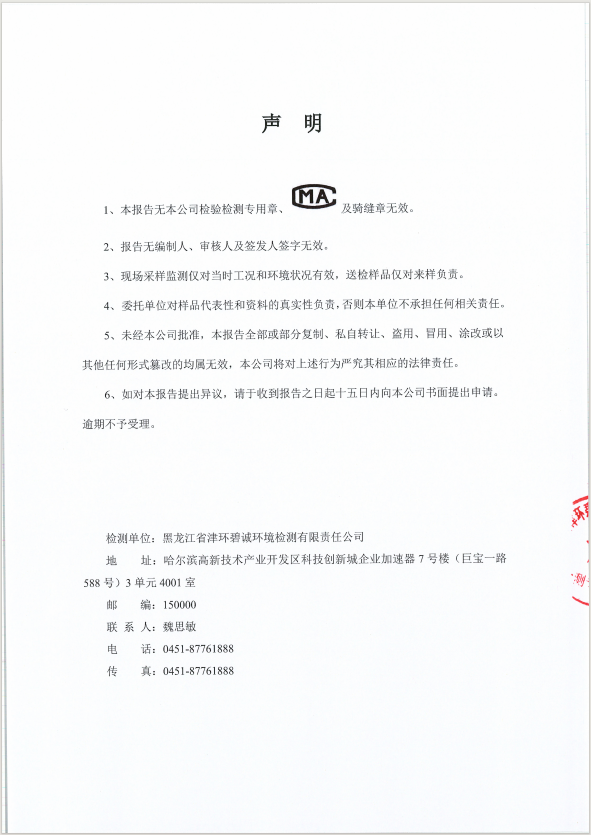 声 明
1、本报告无本公司检验检测专用章、 MA 及骑缝章无效。
2、报告无编制人、审核人及签发人签字无效。
3、现场采样监测仅对当时工况和环境状况有效，送检样品仅对来样负责。
4、委托单位对样品代表性和资料的真实性负责，否则本单位不承担任何相关责任。
5、未经本公司批准，本报告全部或部分复制、私自转让、盗用、冒用、涂改或以
其他任何形式篡改的均属无效，本公司将对上述行为严究其相应的法律责任。
6、如对本报告提出异议，请于收到报告之日起十五日内向本公司书面提出申请。
逾期不予受理。
检测单位：黑龙江省津环碧诚环境检测有限责任公司
地 址：哈尔滨高新技术产业开发区科技创新城企业加速器 7 号楼（巨宝一路
588 号）3 单元 4001 室
邮 编：150000
联 系 人：魏思敏
电 话：0451-87761888
传 真：0451-87761888